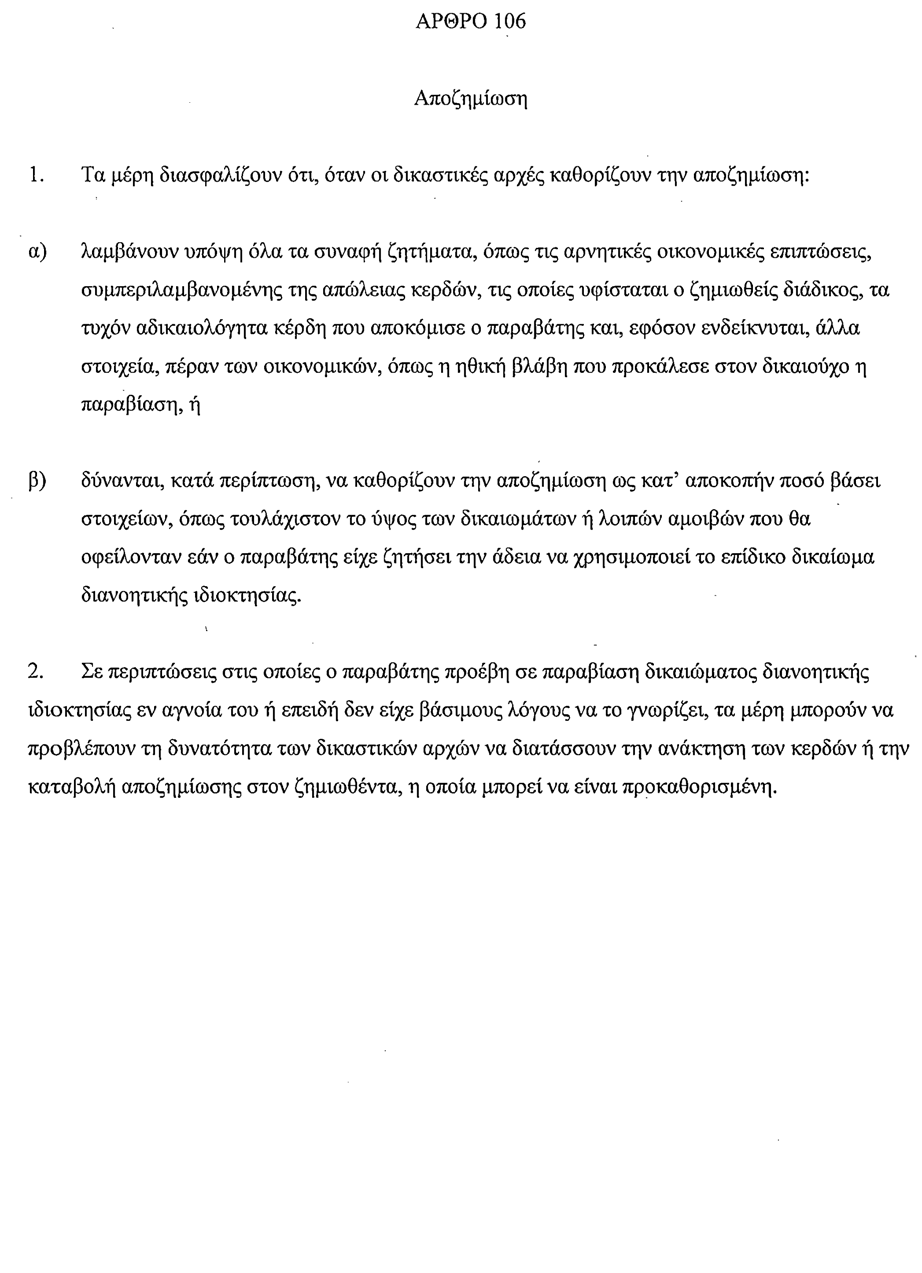 ΑΡΘΡΟ 106
Αποζημίωση
1. Τα μέρη διασφαλίζουν ότι, όταν οι δικαστικές αρχές καθορίζουν την αποζημίωση:
α) λαμβάνουν υπόψη όλα τα συναφή ζητήματα, όπως τις αρνητικές οικονομικές επιπτώσεις,
συμπεριλαμβανομένης της απώλειας κερδών, τις οποίες υφίσταται ο ζημιωθείς διάδικος, τα
τυχόν αδικαιολόγητα κέρδη που αποκόμισε ο παραβάτης και, εφόσον ενδείκνυται, άλλα
στοιχεία, πέραν των οικονομικών, όπως η ηθική βλάβη που προκάλεσε στον δικαιούχο η
παραβίαση, ή
β) δύνανται, κατά περίπτωση, να καθορίζουν την αποζημίωση ως κατ’ αποκοπήν ποσό βάσει
στοιχείων, όπως τουλάχιστον το ύψος των δικαιωμάτων ή λοιπών αμοιβών που θα
οφείλονταν εάν ο παραβάτης είχε ζητήσει την άδεια να χρησιμοποιεί το επίδικο δικαίωμα
διανοητικής ιδιοκτησίας.
2. Σε περιπτώσεις στις οποίες ο παραβάτης προέβη σε παραβίαση δικαιώματος διανοητικής
ιδιοκτησίας εν αγνοία του ή επειδή δεν είχε βάσιμους λόγους να το γνωρίζει, τα μέρη μπορούν να
προβλέπουν τη δυνατότητα των δικαστικών αρχών να διατάσσουν την ανάκτηση των κερδών ή την
καταβολή αποζημίωσης στον ζημιωθέντα, η οποία μπορεί να είναι προκαθορισμένη.